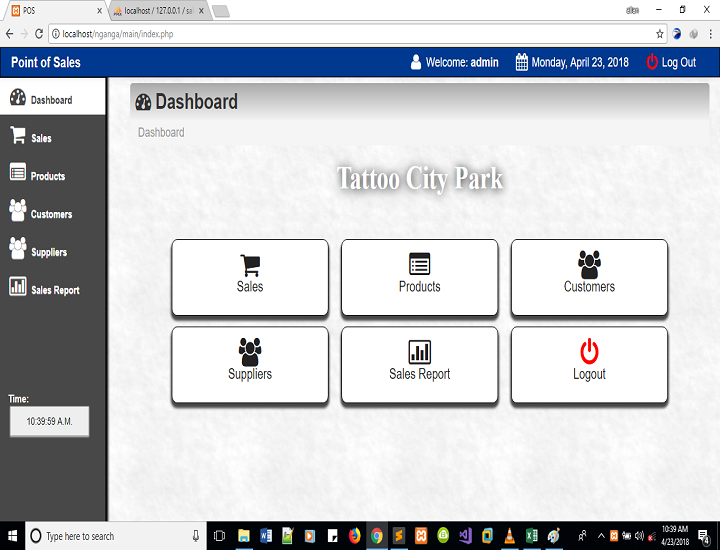 POS
localhost / 127.0.0.1 / sal
allan
localhost/nganga/main/index.php
Point of Sales
Welcome: admin
Monday, April 23, 2018
Log Out
Dashboard
Sales
Products
Customers
Suppliers
Sales Report
Time:
10:39:59 A.M.
Dashboard
Dashboard
Tattoo City Park
Sales
Products
Customers
Suppliers
Sales Report
Logout
Type here to search
10:39 AM
4/23/2018